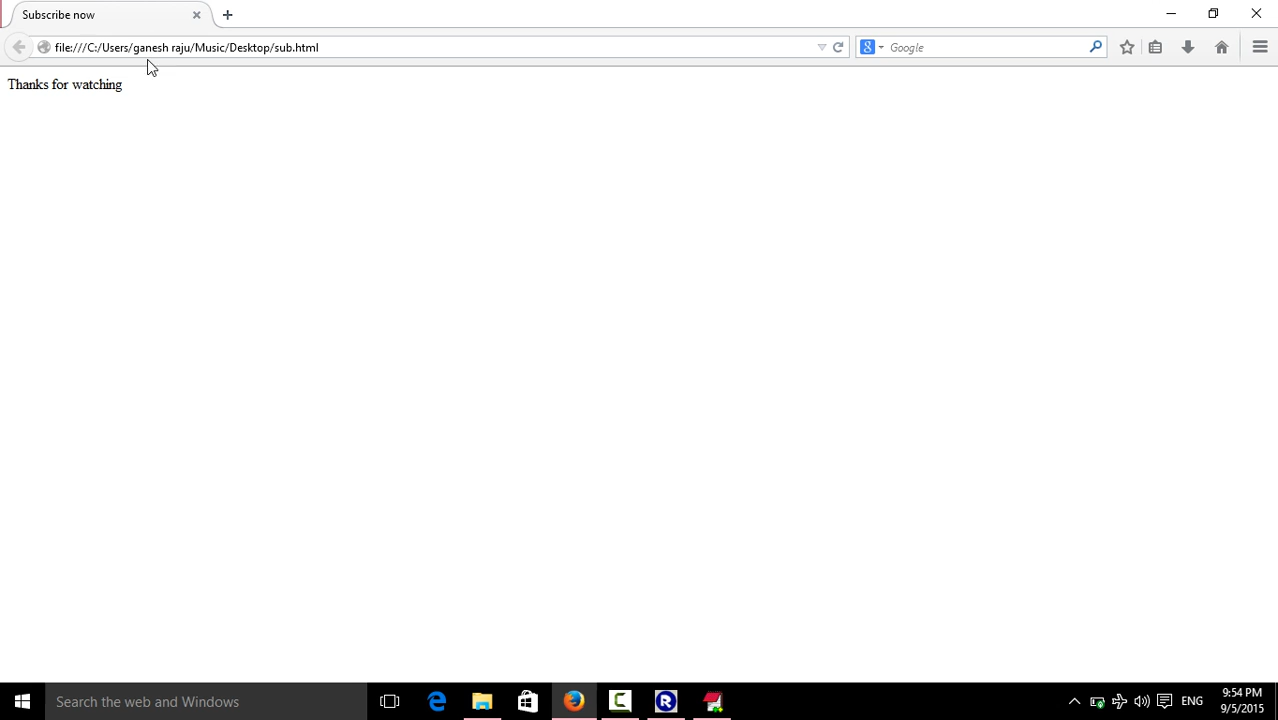 Subscribe now
file:///C:/Users/ganesh raju/Music/Desktop/sub.html
8
Google
Thanks for watching
Search the web and Windows
e
C
R
ENG
9:54 PM
9/5/2015